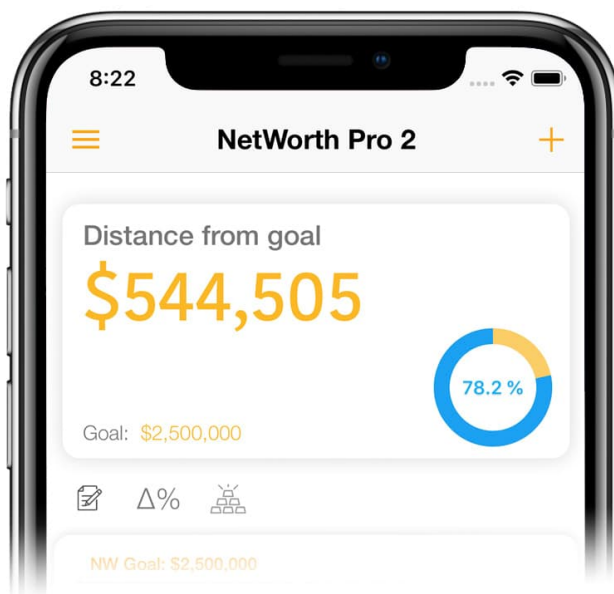 8:22
NetWorth Pro 2
Distance from goal
$544,505
78.2 %
Goal: $2,500,000
Δ%
NW Goal: $2,500,000